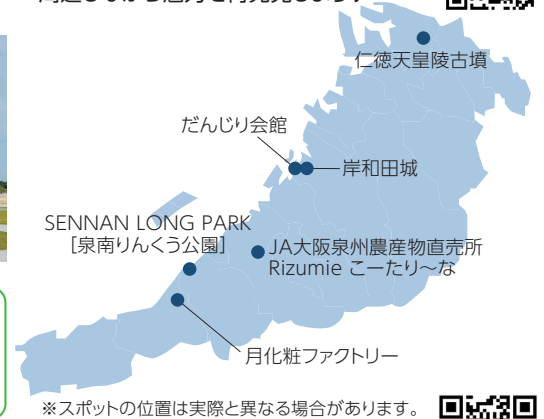 仁徳天皇陵古墳
だんじり会館
岸和田城
SENNAN LONG PARK
[泉南りんくう公園]
JA大阪泉州農産物直売所
Rizumie こーたり〜な
月化粧ファクトリー
※スポットの位置は実際と異なる場合があります。